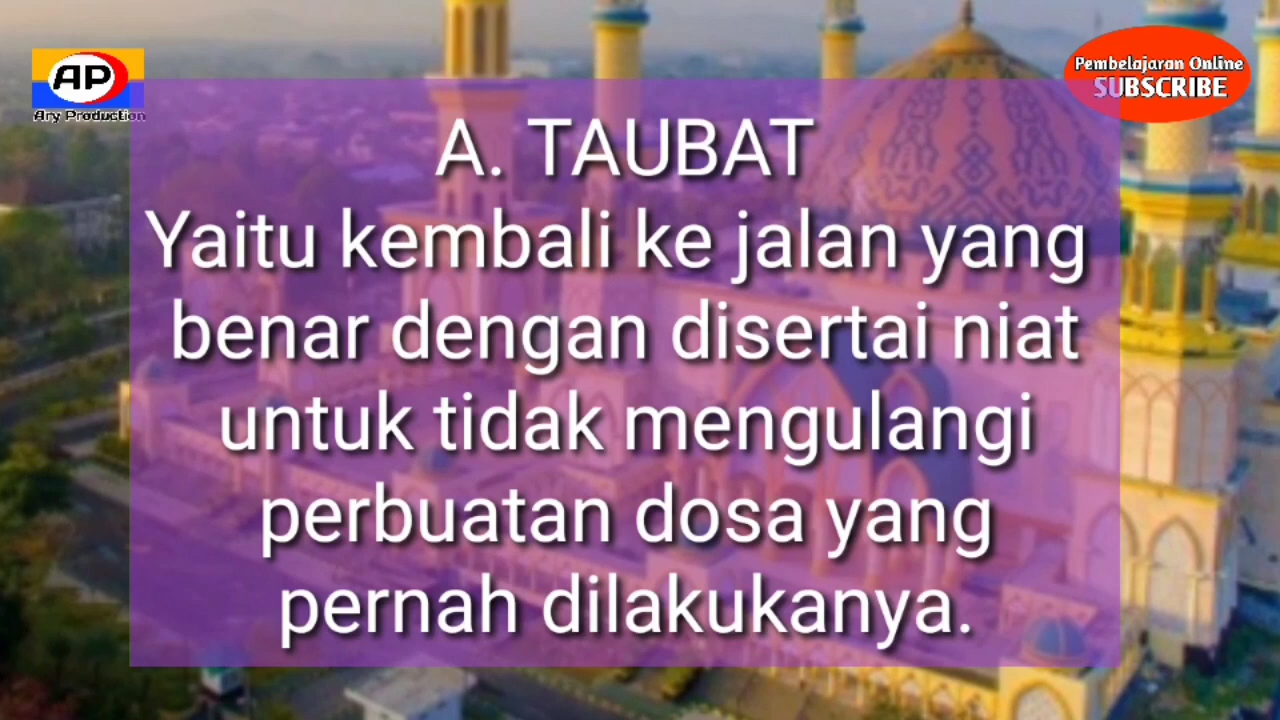 AP
Ary Production
Pembelajaran Online
SUBSCRIBE
A. TAUBAT
Yaitu kembali ke jalan yang
benar dengan disertai niat
untuk tidak mengulangi
perbuatan dosa yang
pernah dilakukanya.